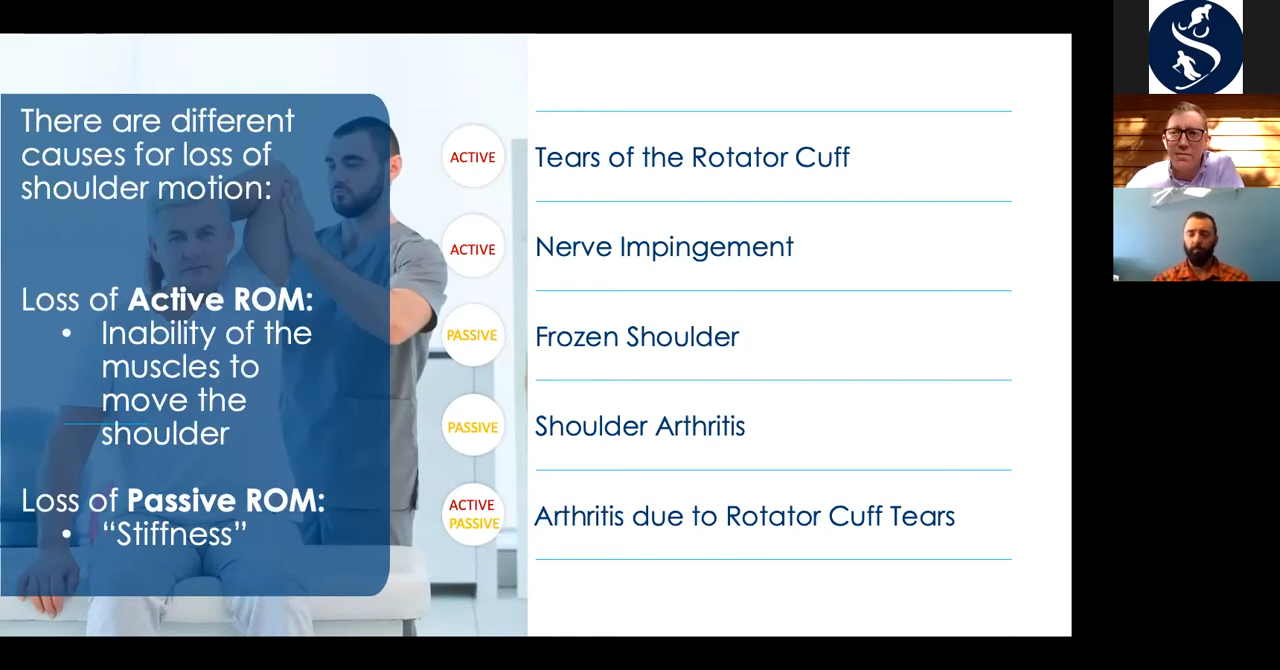 There are different
causes for loss of
shoulder motion:
Loss of Active ROM:
• Inability of the
muscles to
move the
shoulder
Loss of Passive ROM:
• “Stiffness”
ACTIVE
Tears of the Rotator Cuff
ACTIVE
Nerve Impingement
PASSIVE
Frozen Shoulder
PASSIVE
Shoulder Arthritis
ACTIVE
PASSIVE
Arthritis due to Rotator Cuff Tears